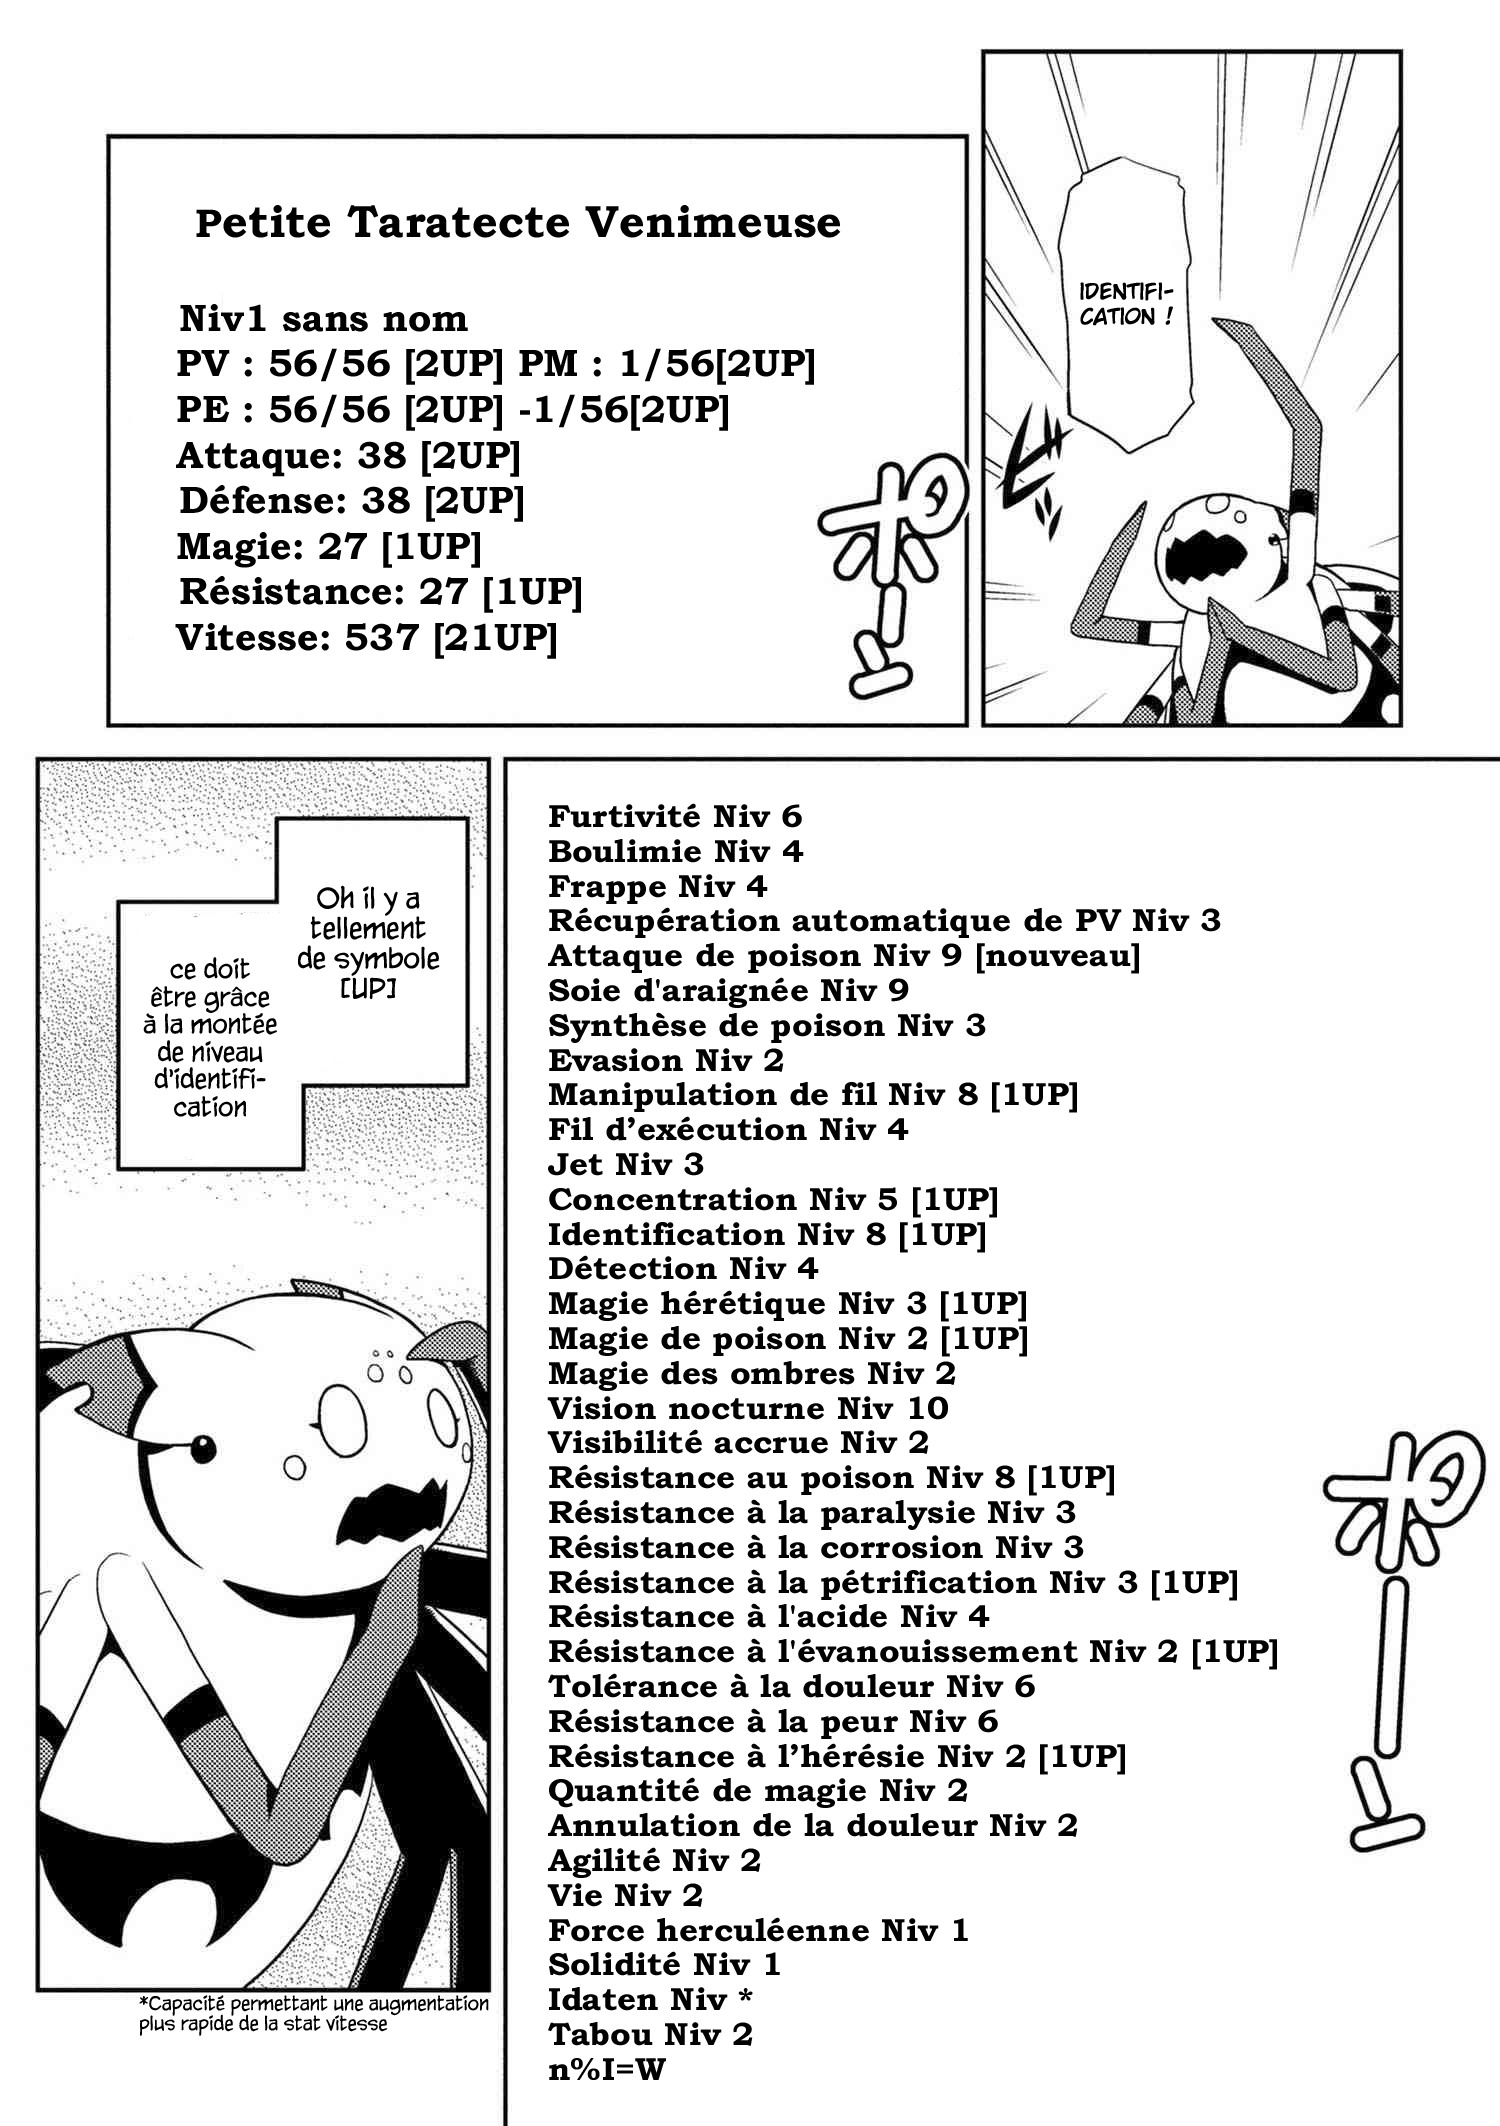 IDENTIFI-
CATION !
ビシッ
Petite Taratecte Venimeuse
Niv1 sans nom
PV : 56/56 [2UP] PM : 1/56[2UP]
PE : 56/56 [2UP] -1/56[2UP]
Attaque: 38 [2UP]
Défense: 38 [2UP]
Magie: 27 [1UP]
Résistance: 27 [1UP]
Vitesse: 537 [21UP]
Furtivité Niv 6
Boulimie Niv 4
Frappe Niv 4
Récupération automatique de PV Niv 3
Attaque de poison Niv 9 [nouveau]
Soie d'araignée Niv 9
Synthèse de poison Niv 3
Evasion Niv 2
Manipulation de fil Niv 8 [1UP]
Fil d’exécution Niv 4
Jet Niv 3
Concentration Niv 5 [1UP]
Identification Niv 8 [1UP]
Détection Niv 4
Magie hérétique Niv 3 [1UP]
Magie de poison Niv 2 [1UP]
Magie des ombres Niv 2
Vision nocturne Niv 10
Visibilité accrue Niv 2
Résistance au poison Niv 8 [1UP]
Résistance à la paralysie Niv 3
Résistance à la corrosion Niv 3
Résistance à la pétrification Niv 3 [1UP]
Résistance à l'acide Niv 4
Résistance à l'évanouissement Niv 2 [1UP]
Tolérance à la douleur Niv 6
Résistance à la peur Niv 6
Résistance à l’hérésie Niv 2 [1UP]
Quantité de magie Niv 2
Annulation de la douleur Niv 2
Agilité Niv 2
Vie Niv 2
Force herculéenne Niv 1
Solidité Niv 1
Idaten Niv *
Tabou Niv 2
n%I=W
Oh il y a
tellement
de symbole
[UP]
ce doit
être grâce
à la montée
de niveau
d'identifi-
cation
*Capacité permettant une augmentation
plus rapide de la stat vitesse